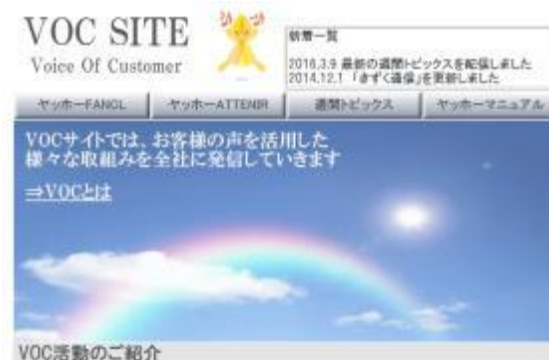 VOC SITE
Voice Of Customer
新着一覧
2016.3.9 最新の週間トピックスを配信しました
2014.12.1 「きずく通信」を更新しました
ヤッホーFANCL
ヤッホーATTENIR
週間トピックス
ヤッホーマニュアル
VOCサイトでは、お客様の声を活用した
様々な取組みを全社に発信していきます
⇒VOCとは
VOC活動のご紹介